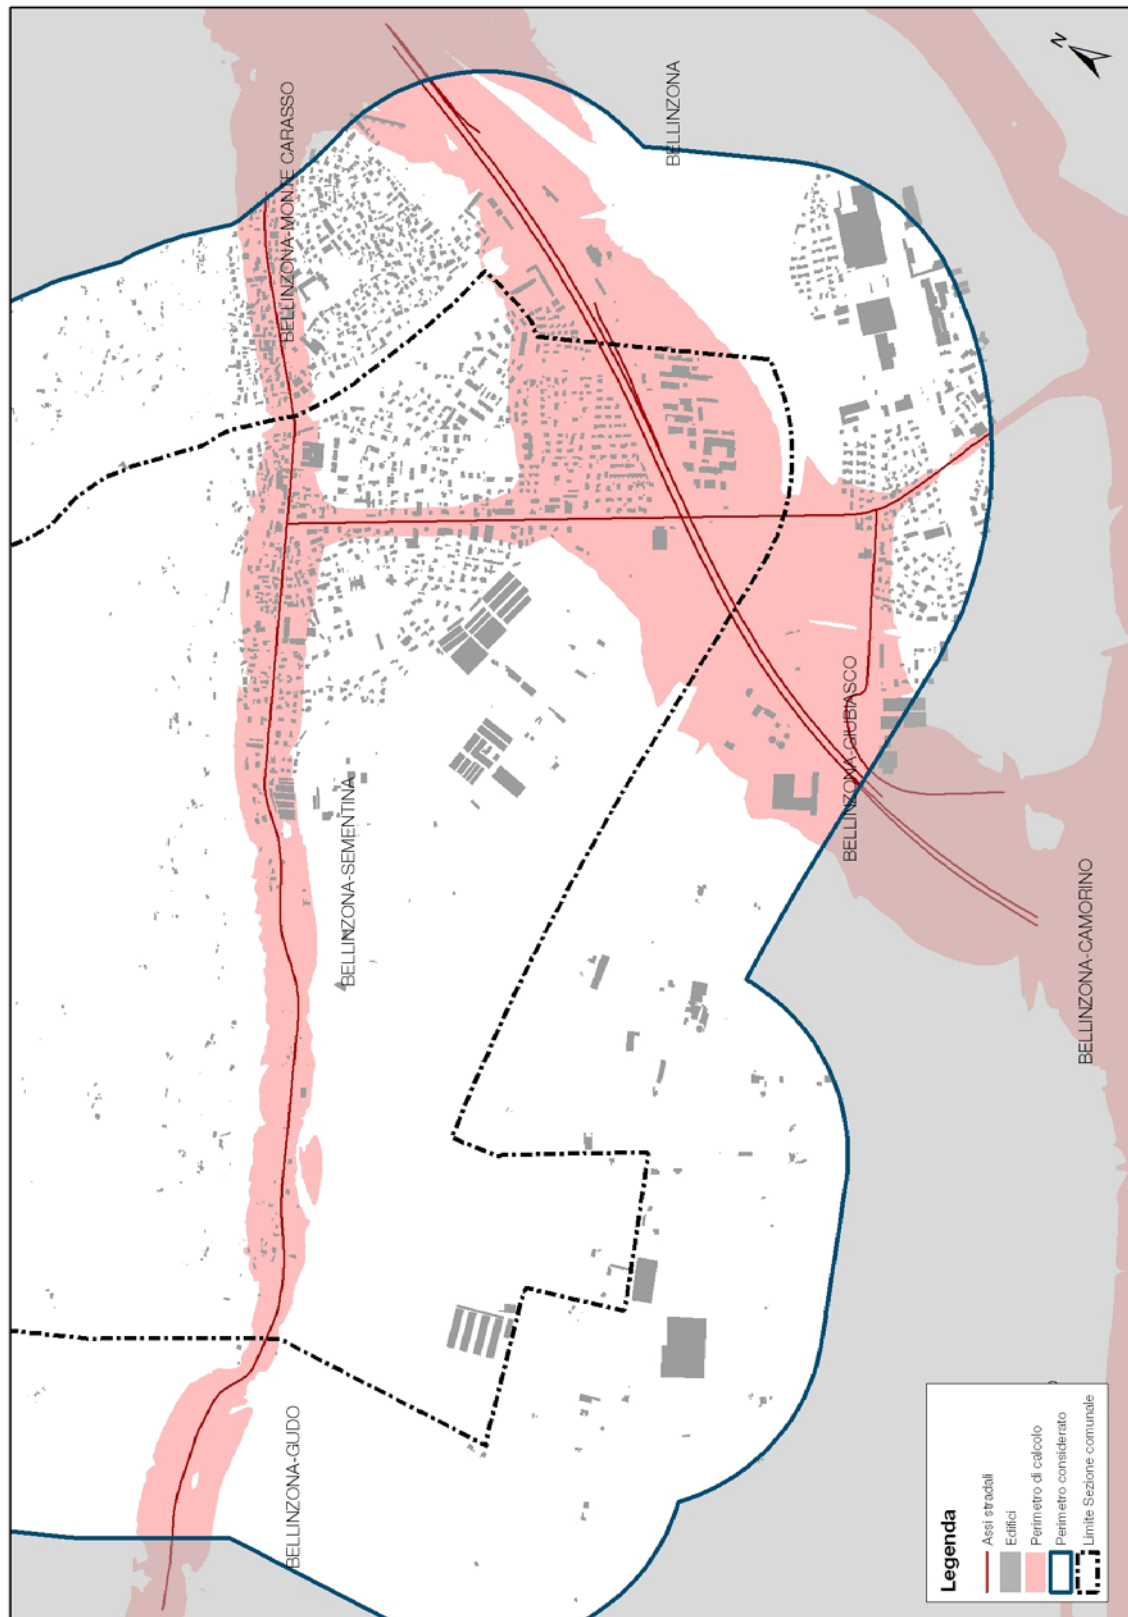 N
BELLINZONA-MONTE CARASSO
BELLINZONA
BELLINZONA-SEMENTINA
BELLINZONA-GIUBIASCO
BELLINZONA-CAMORINO
BELLINZONA-GUDO
Legenda
Assi stradali
Edifici
Perimetro di calcolo
Perimetro considerato
Limite Sezione comunale